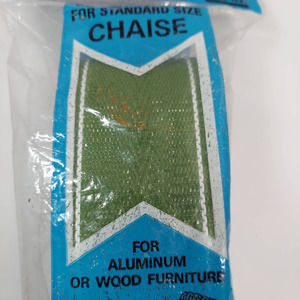 FOR STANDARD SIZE
CHAISE
FOR
ALUMINUM
OR WOOD FURNITURE